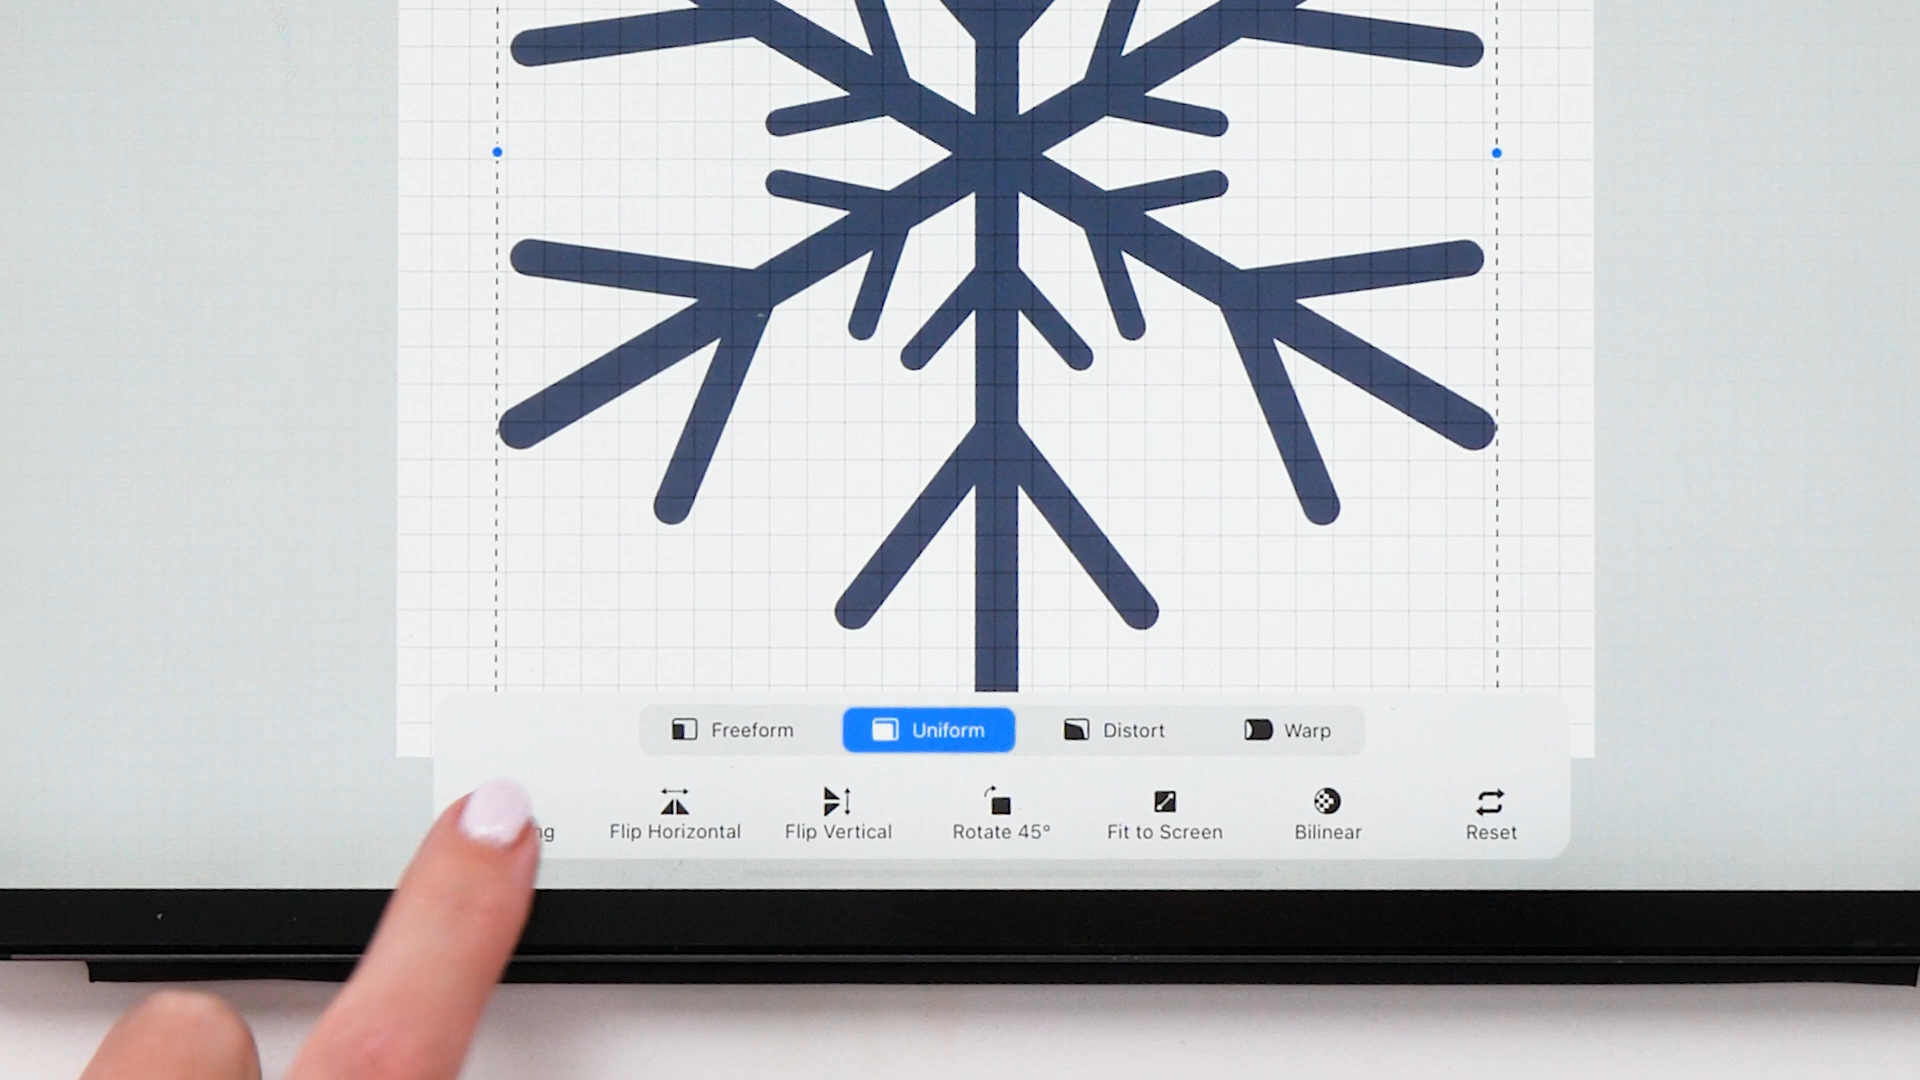 Freeform Uniform Distort Warp
Flip Horizontal Flip Vertical Rotate 45° Fit to Screen Bilinear Reset